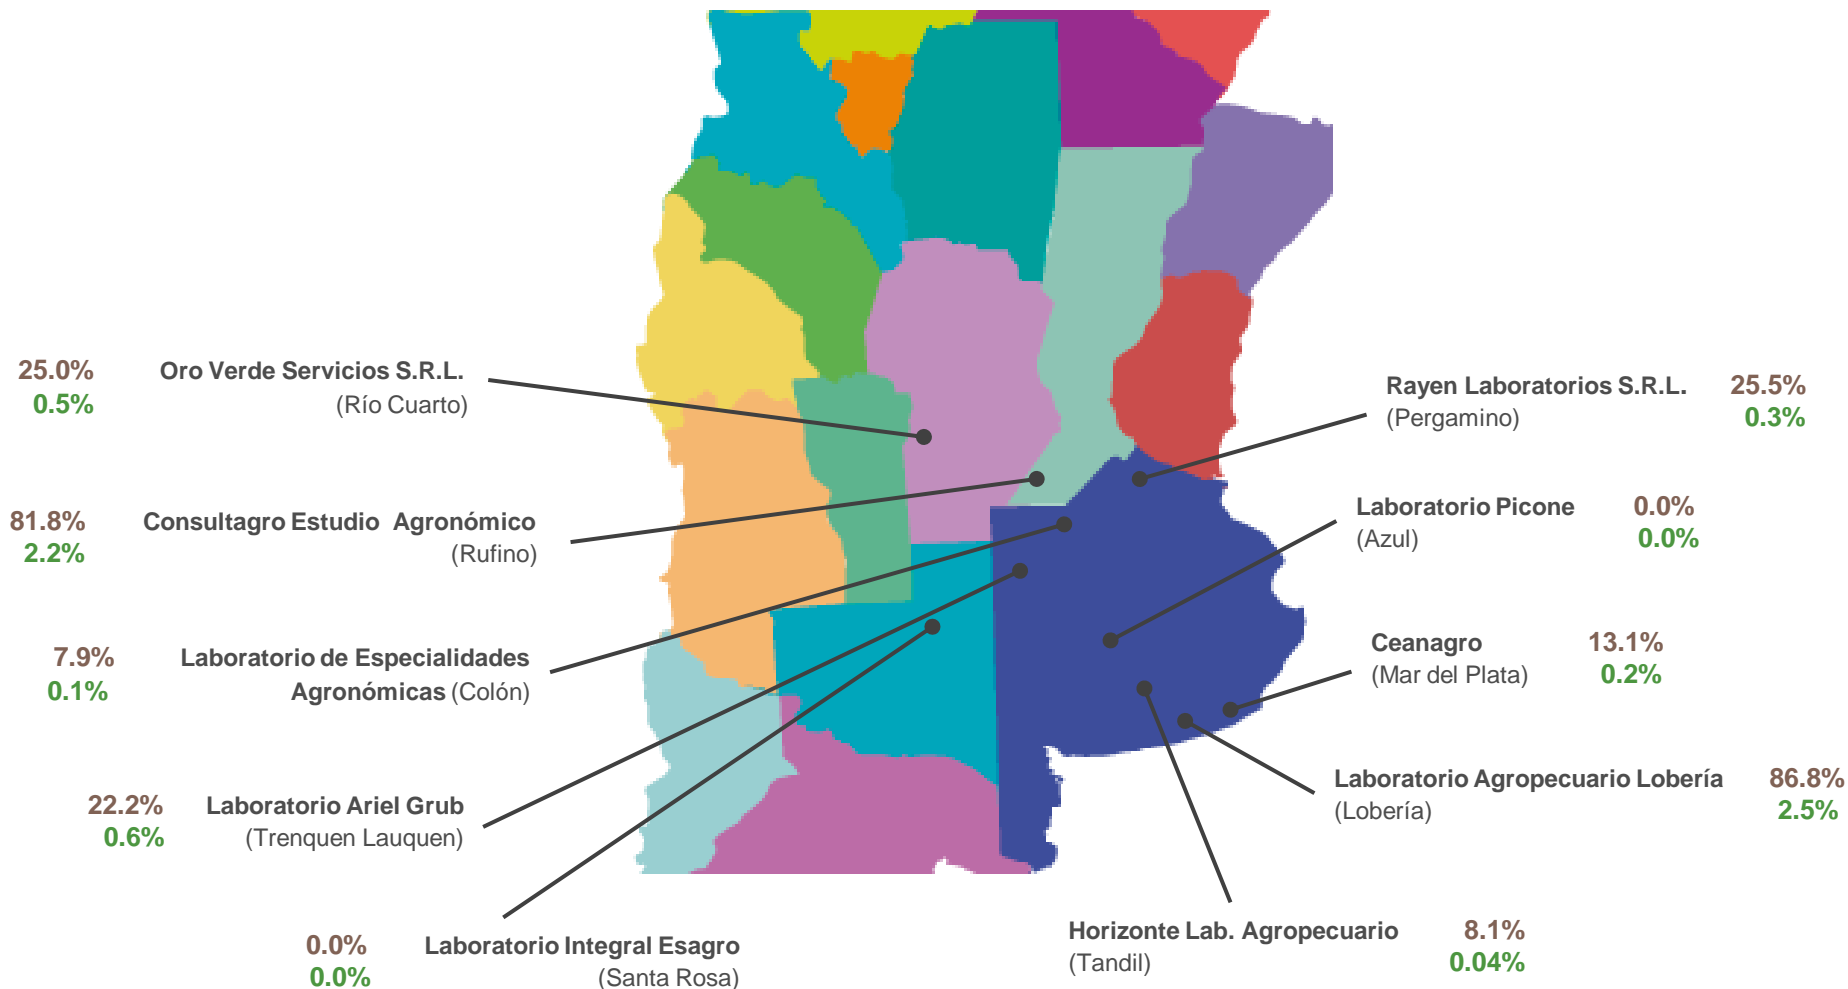 25.0% Oro Verde Servicios S.R.L.
0.5% (Río Cuarto)
81.8% Consultagro Estudio Agronómico
2.2% (Rufino)
7.9% Laboratorio de Especialidades
0.1% Agronómicas (Colón)
22.2% Laboratorio Ariel Grub
0.6% (Trenquen Lauquen)
0.0% Laboratorio Integral Esagro
0.0% (Santa Rosa)
Rayen Laboratorios S.R.L. 25.5%
(Pergamino) 0.3%
Laboratorio Picone 0.0%
(Azul) 0.0%
Ceanagro 13.1%
(Mar del Plata) 0.2%
Laboratorio Agropecuario Lobería 86.8%
(Lobería) 2.5%
Horizonte Lab. Agropecuario 8.1%
(Tandil) 0.04%